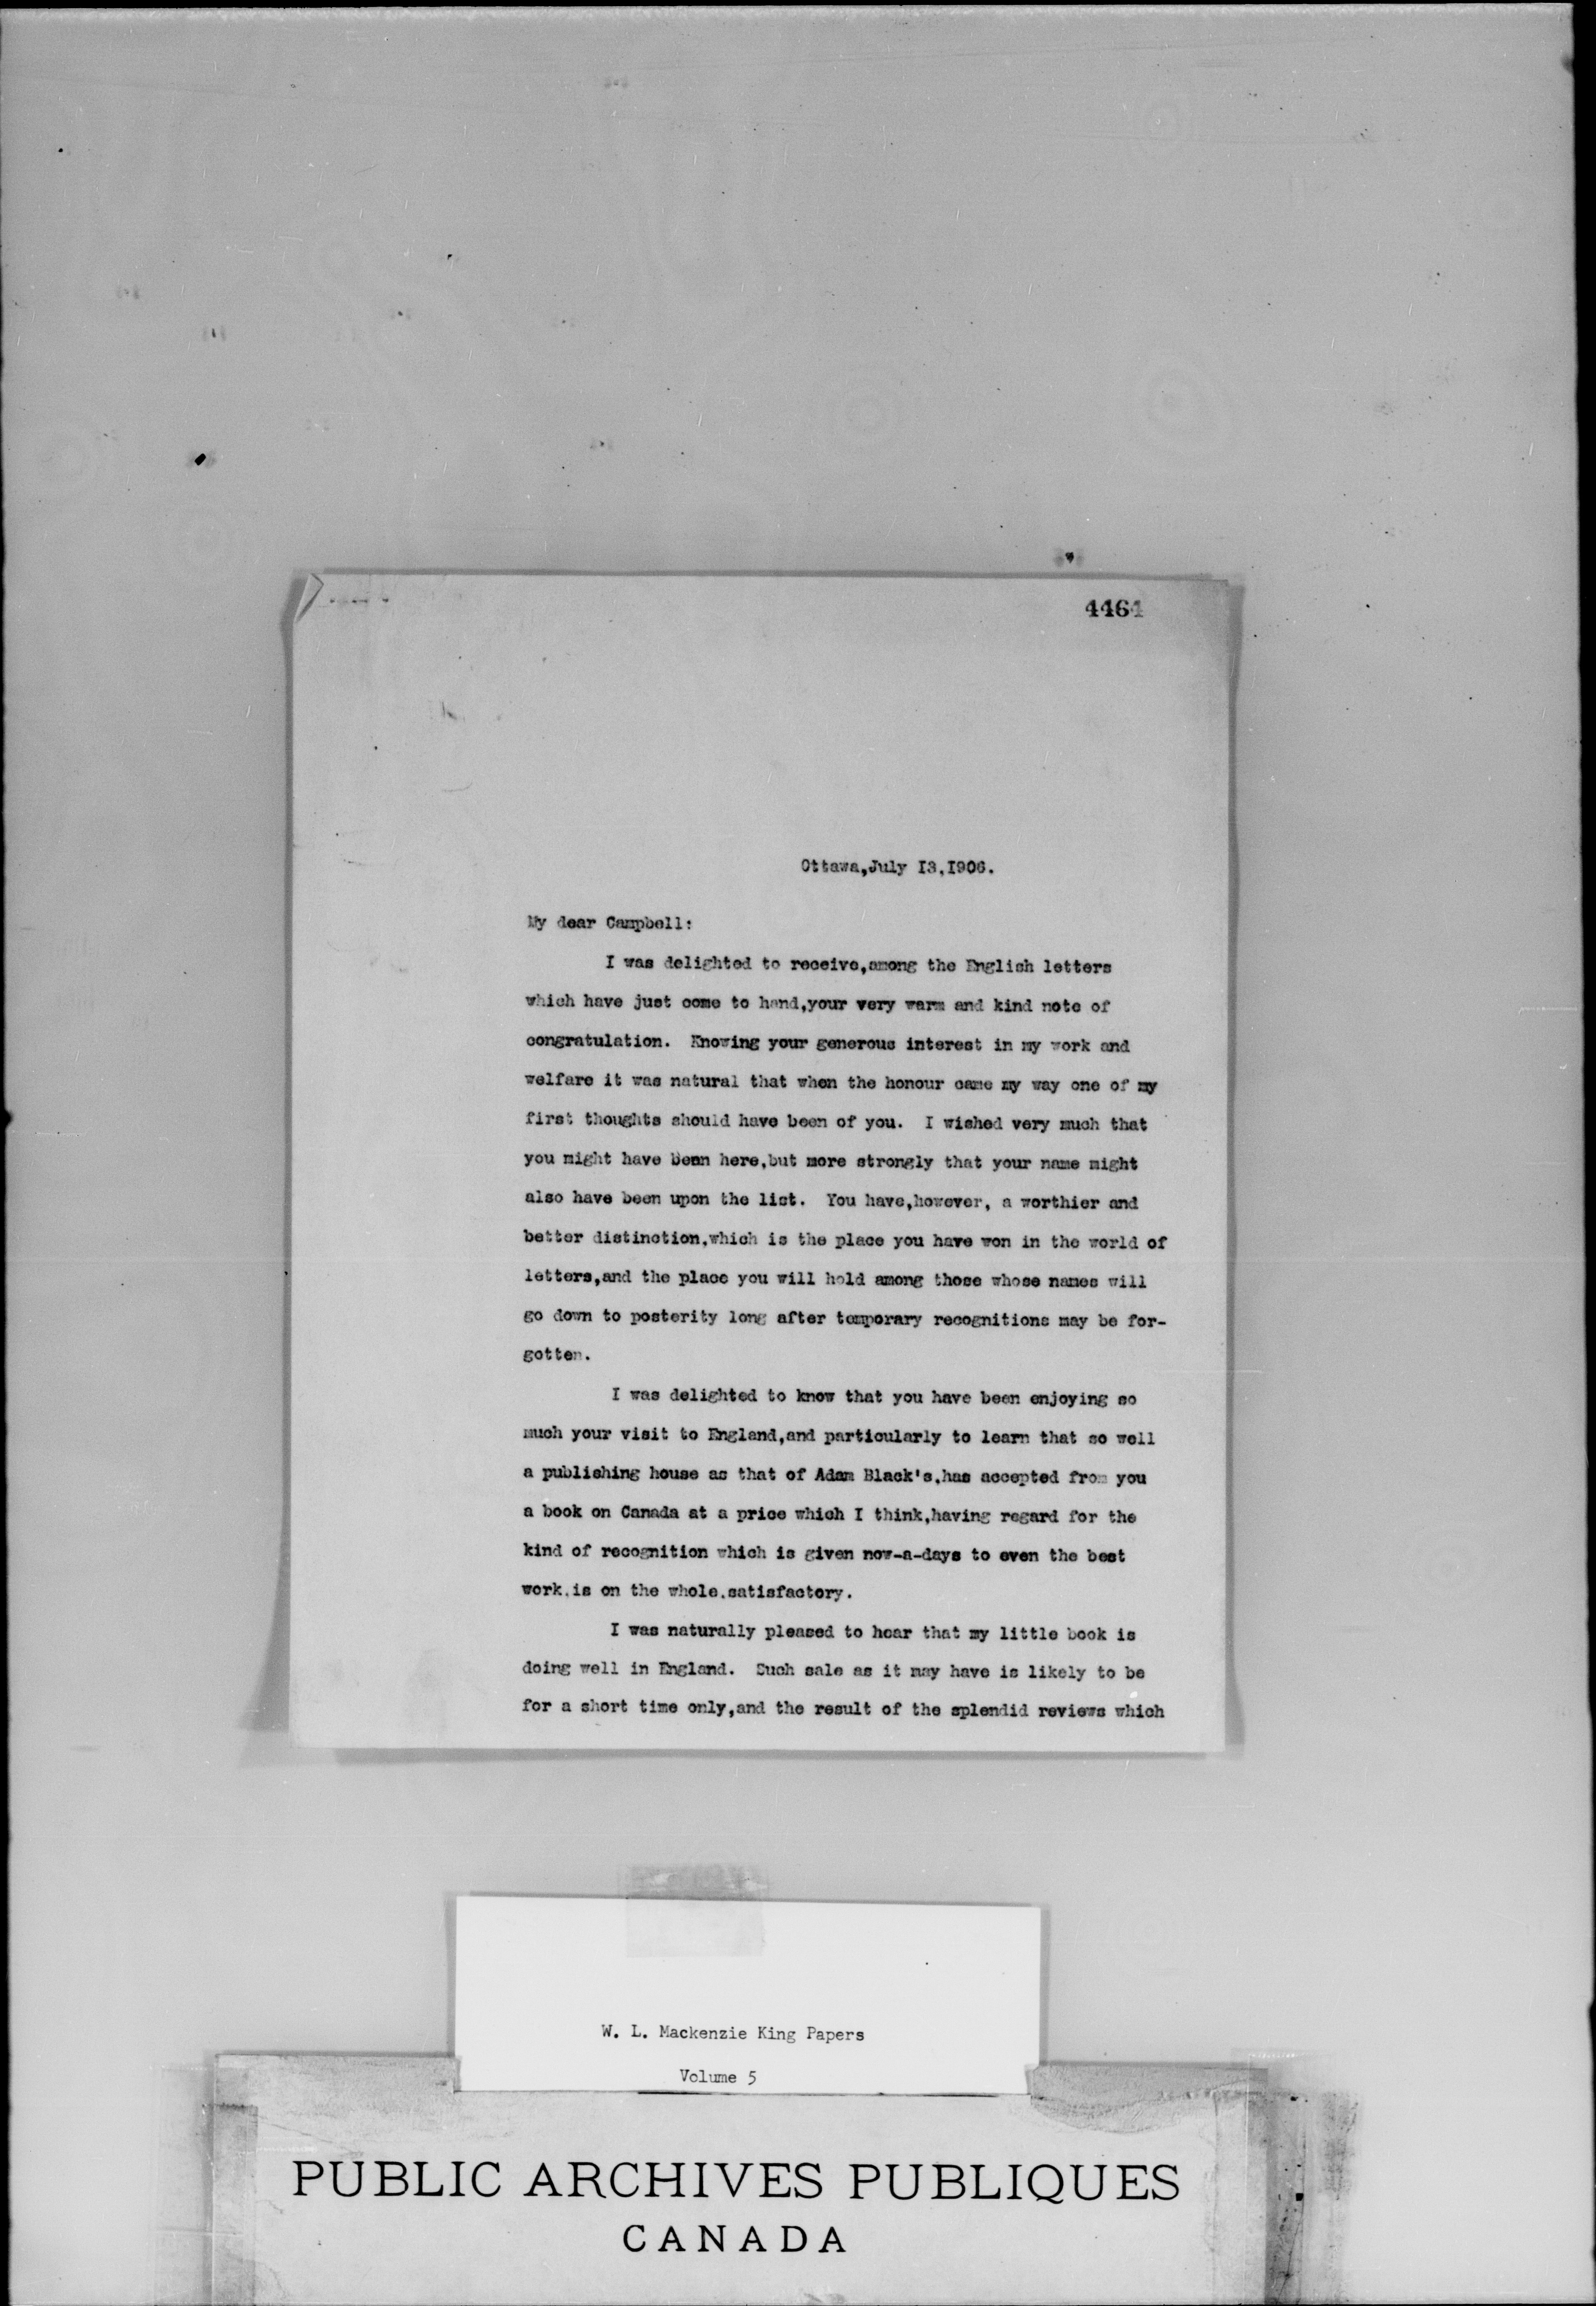 4461
Ottawa,July I3,I906.
My dear Campbell:
I was delighted to receive,among the English letters
which have just come to hand,your very warm and kind note of
congratulation. Knowing your generous interest in my work and
welfare it was natural that when the honour came my way one of my
first thoughts should have been of you. I wished very much that
you might have been here,but more strongly that your name might
also have been upon the list. You have,however, a worthier and
better distinction,which is the place you have won in the world of
letters,and the place you will hold among those whose names will
go down to posterity long after temporary recognitions may be for-
gotten.
I was delighted to know that you have been enjoying so
much your visit to England,and particularly to learn that so well
a publishing house as that of Adam Black's,has accepted from you
a book on Canada at a price which I think,having regard for the
kind of recognition which is given now-a-days to even the best
work,is on the whole,satisfactory.
I was naturally pleased to hear that my little book is
doing well in England. Such sale as it may have is likely to be
for a short time only,and the result of the splendid reviews which
W. L. Mackenzie King Papers
Volume 5
PUBLIC ARCHIVES PUBLIQUES
CANADA